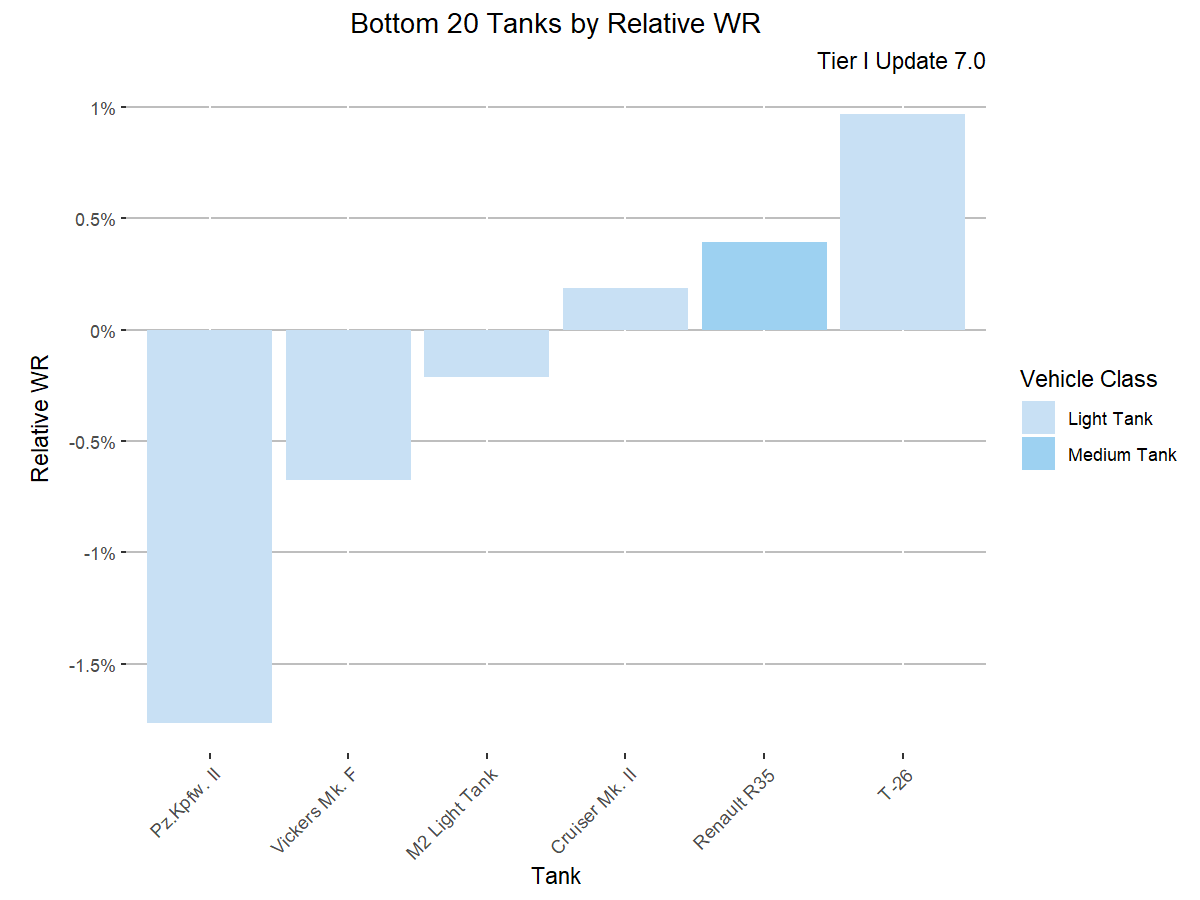 Bottom 20 Tanks by Relative WR
Tier I Update 7.0
1%
0.5%
0%
-0.5%
-1%
-1.5%
Relative WR
Pz.Kpfw. II
Vickers Mk. F
M2 Light Tank
Cruiser Mk. II
Renault R35
T-26
Tank
Vehicle Class
Light Tank
Medium Tank